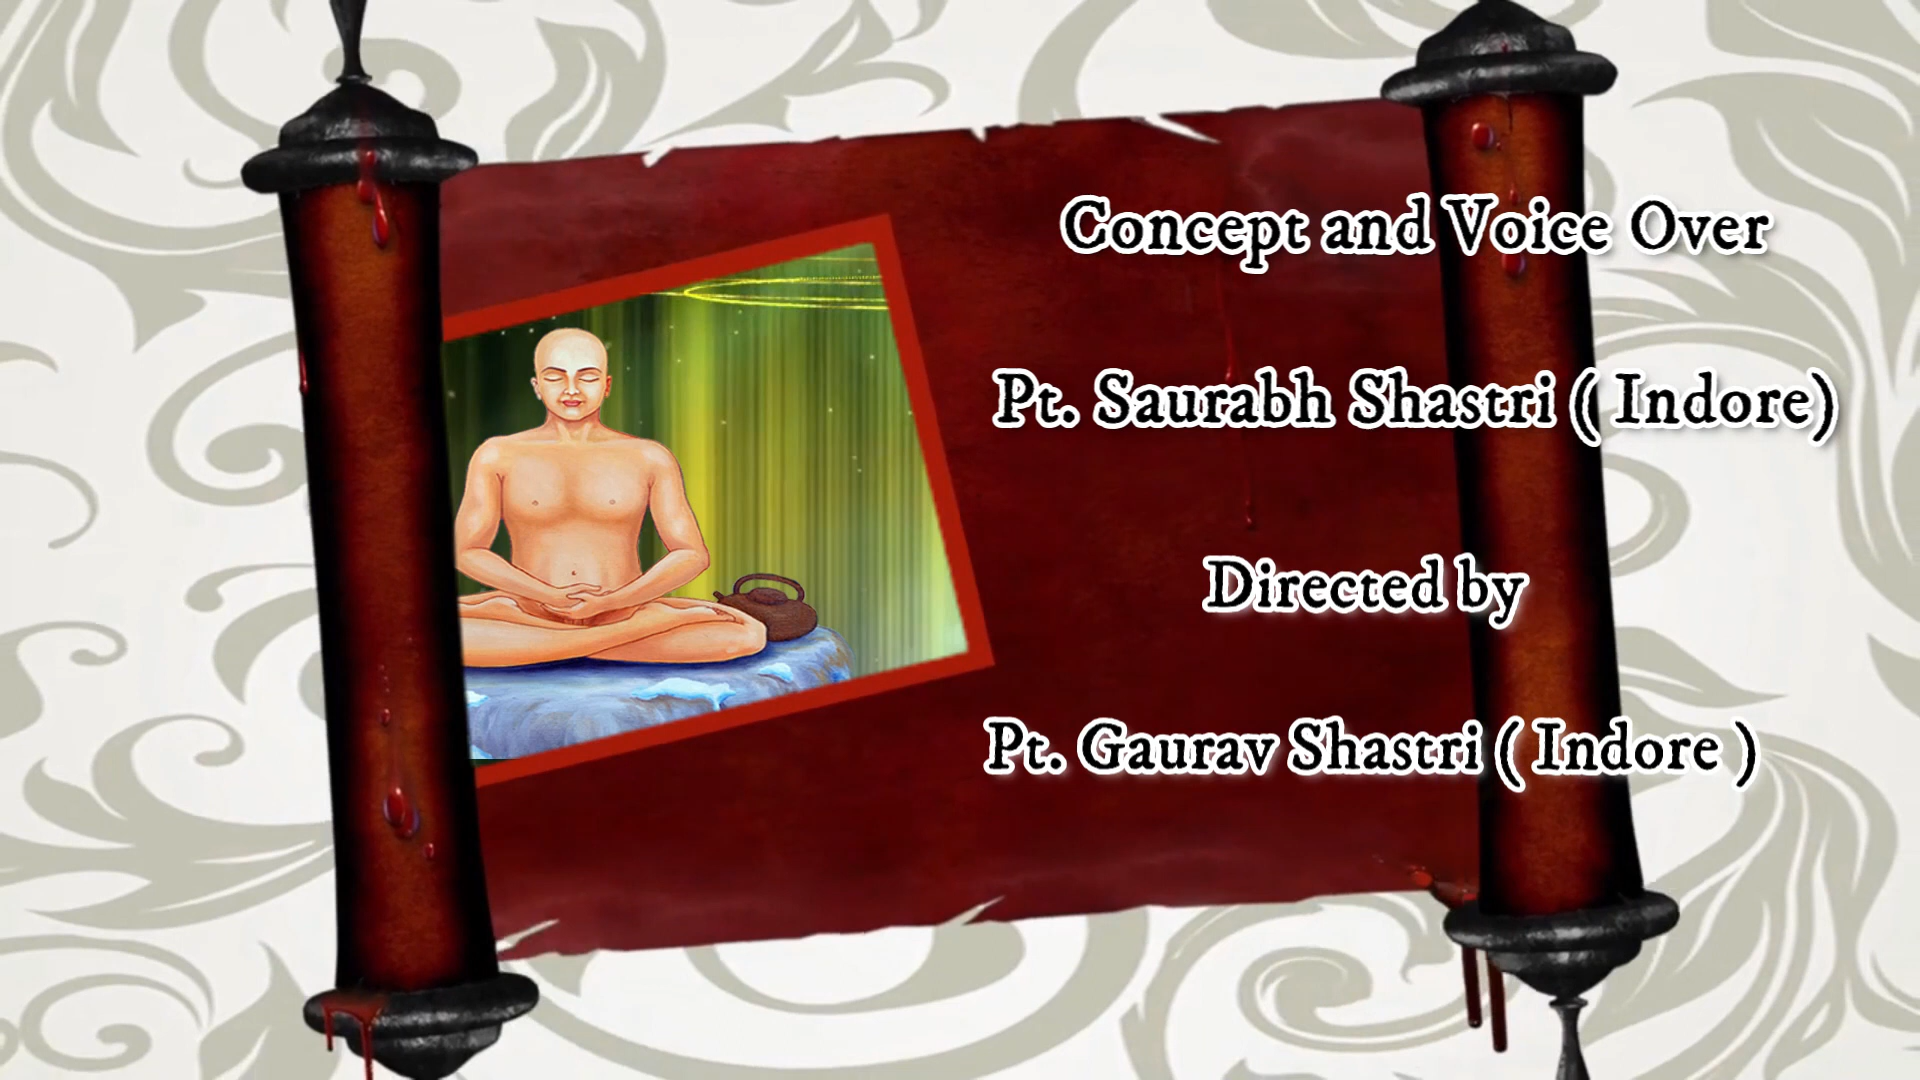 Concept and Voice Over
Pt. Saurabh Shastri ( Indore)
Directed by
Pt. Gaurav Shastri ( Indore )